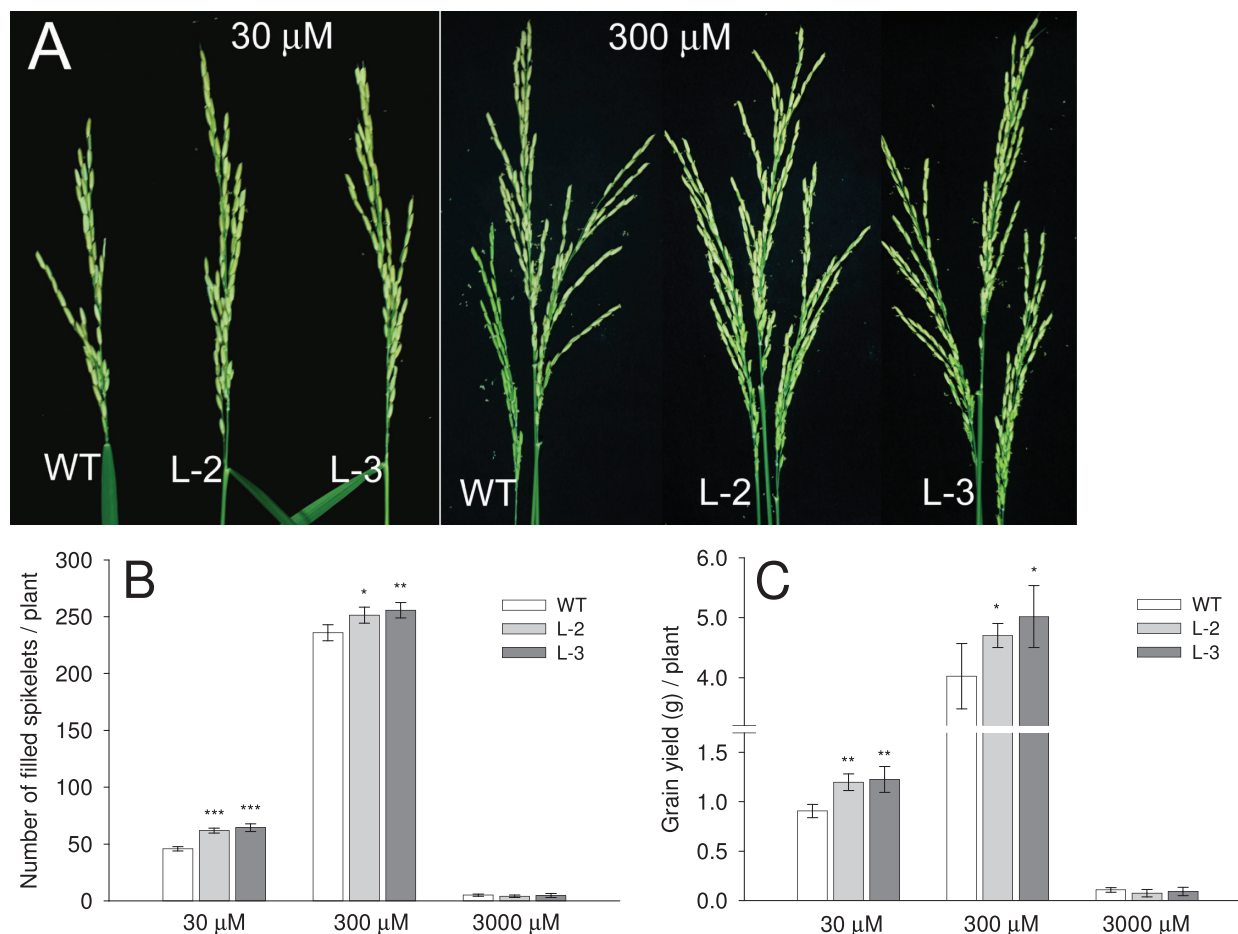 A
30 μM
300 μM
WT
L-2
L-3
WT
L-2
L-3
B
Number of filled spikelets / plant
300
250
200
150
100
50
0
*
**
***
***
WT
L-2
L-3
30 μM
300 μM
3000 μM
C
Grain yield (g) / plant
6.0
5.0
4.0
1.5
1.0
0.5
0.0
*
*
**
**
WT
L-2
L-3
30 μM
300 μM
3000 μM